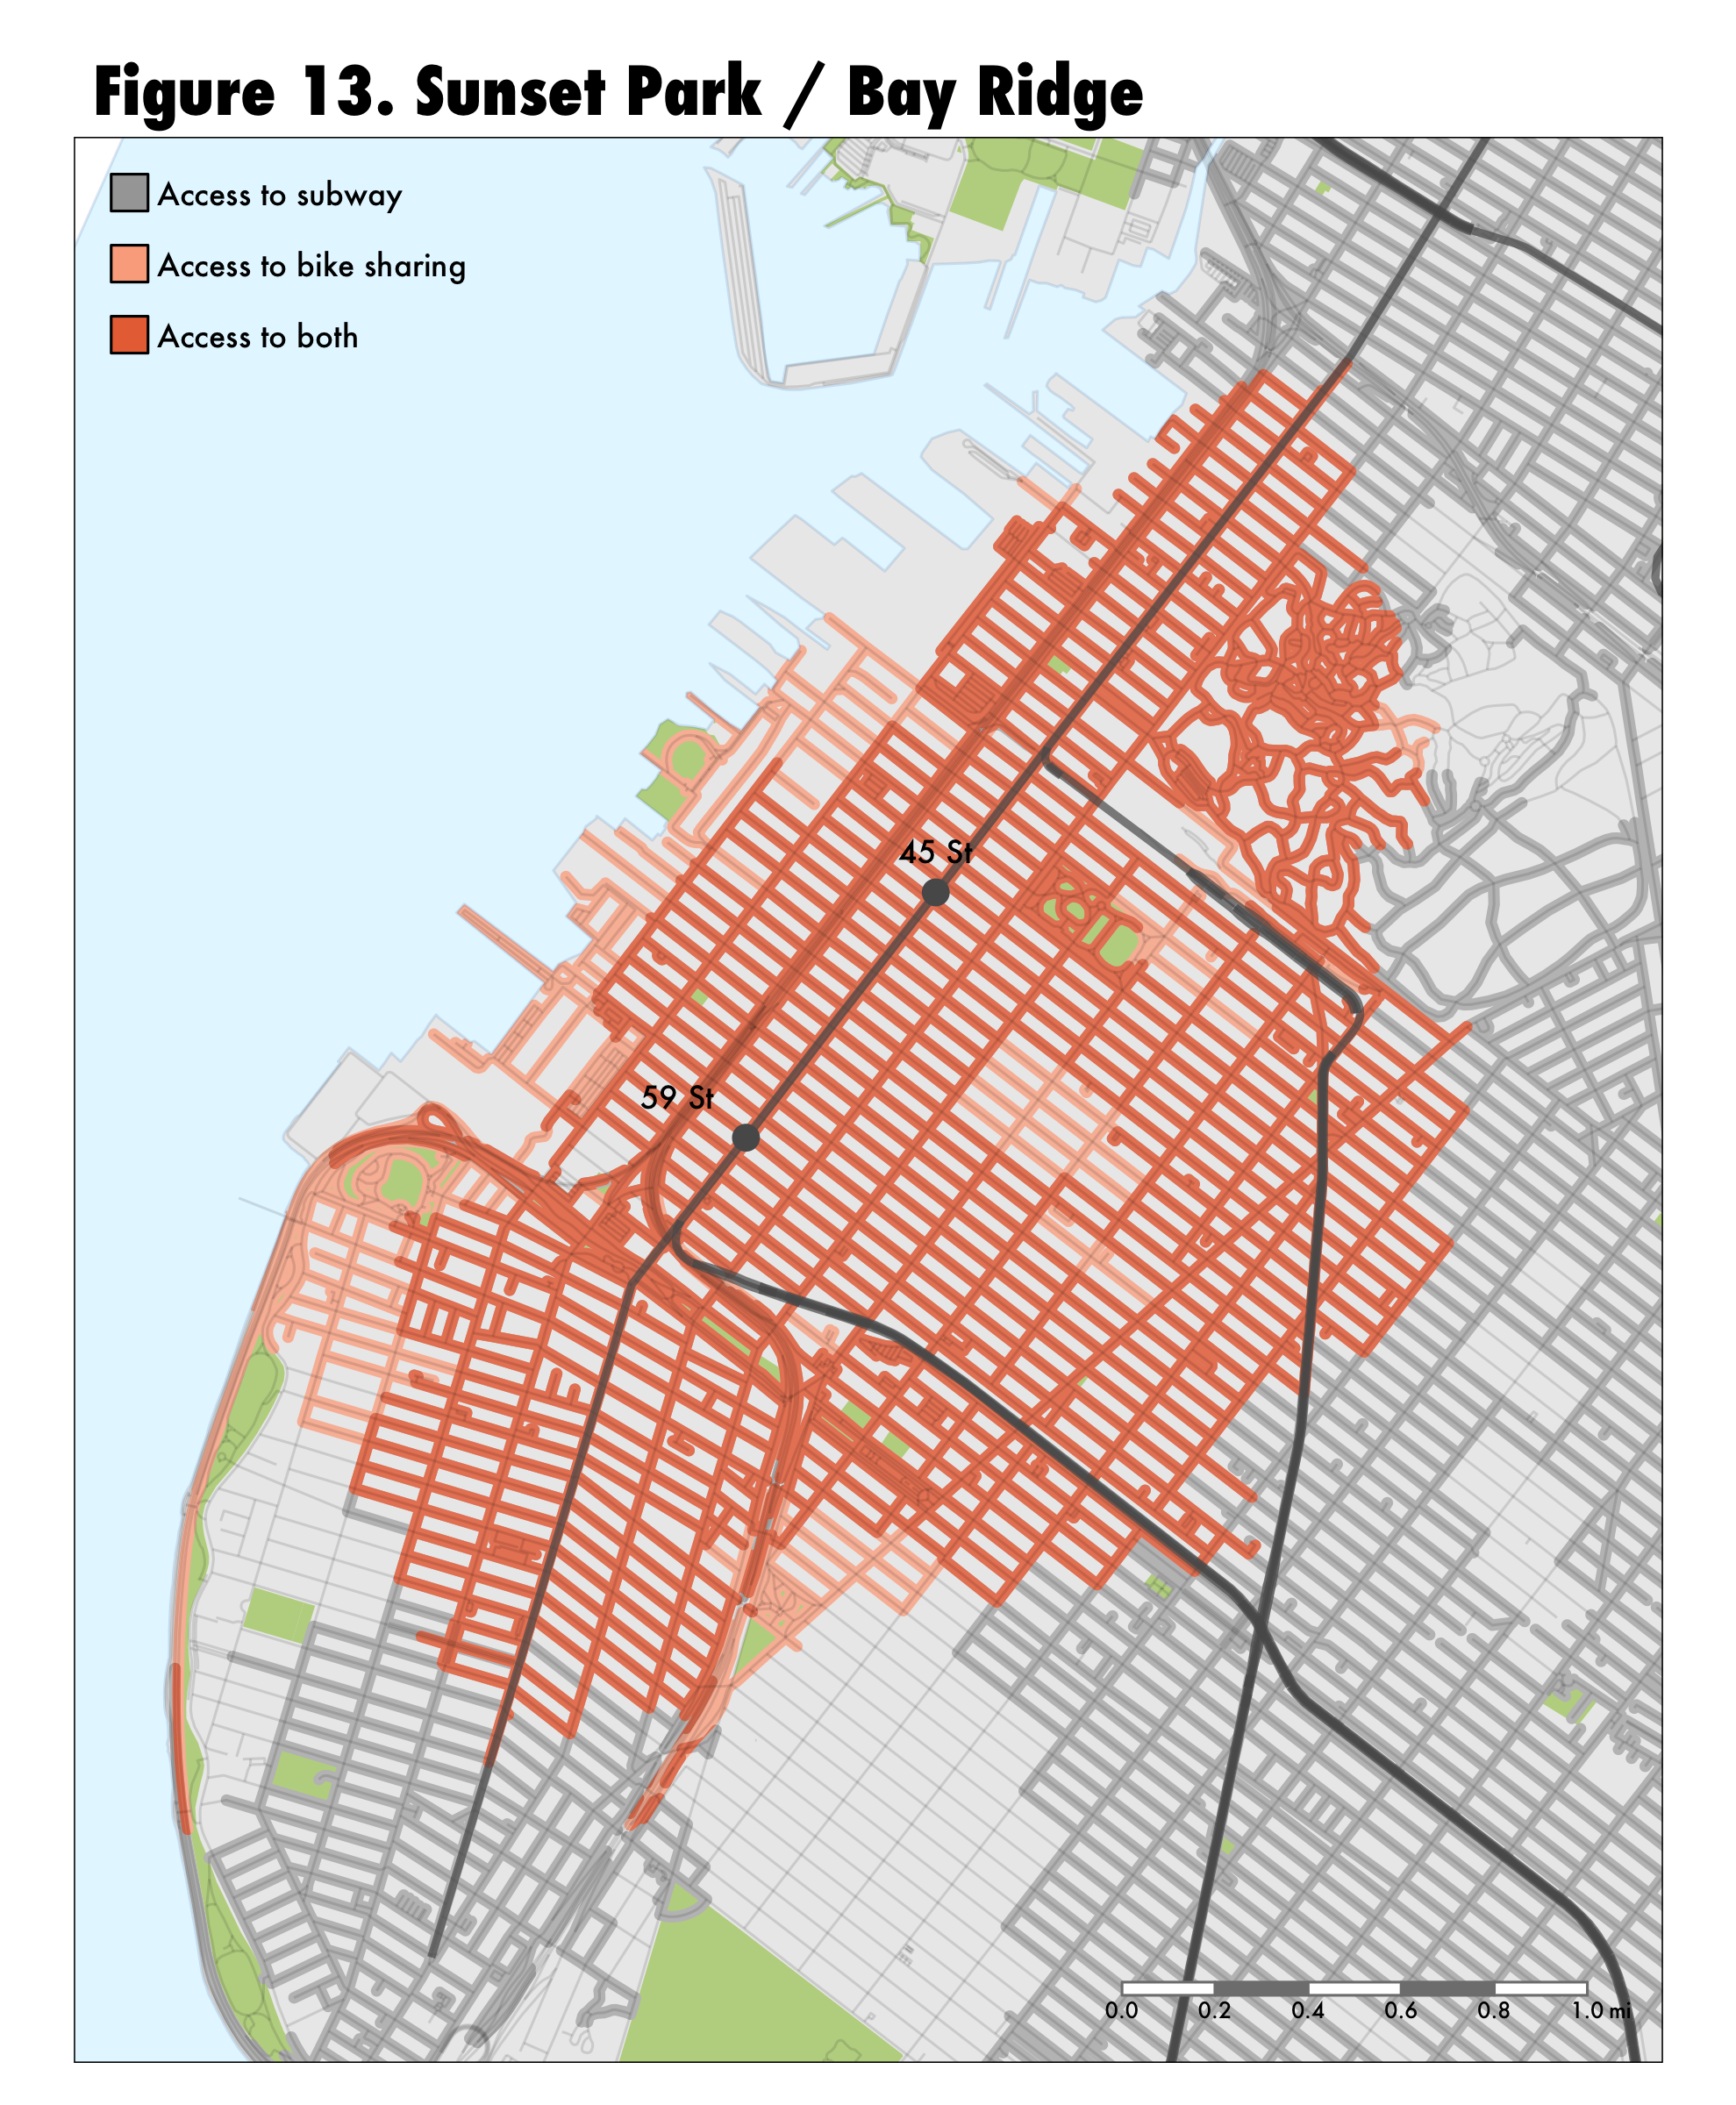 Figure 13. Sunset Park / Bay Ridge
Access to subway
Access to bike sharing
Access to both
45 St
59 St
0.0 0.2 0.4 0.6 0.8 1.0 mi